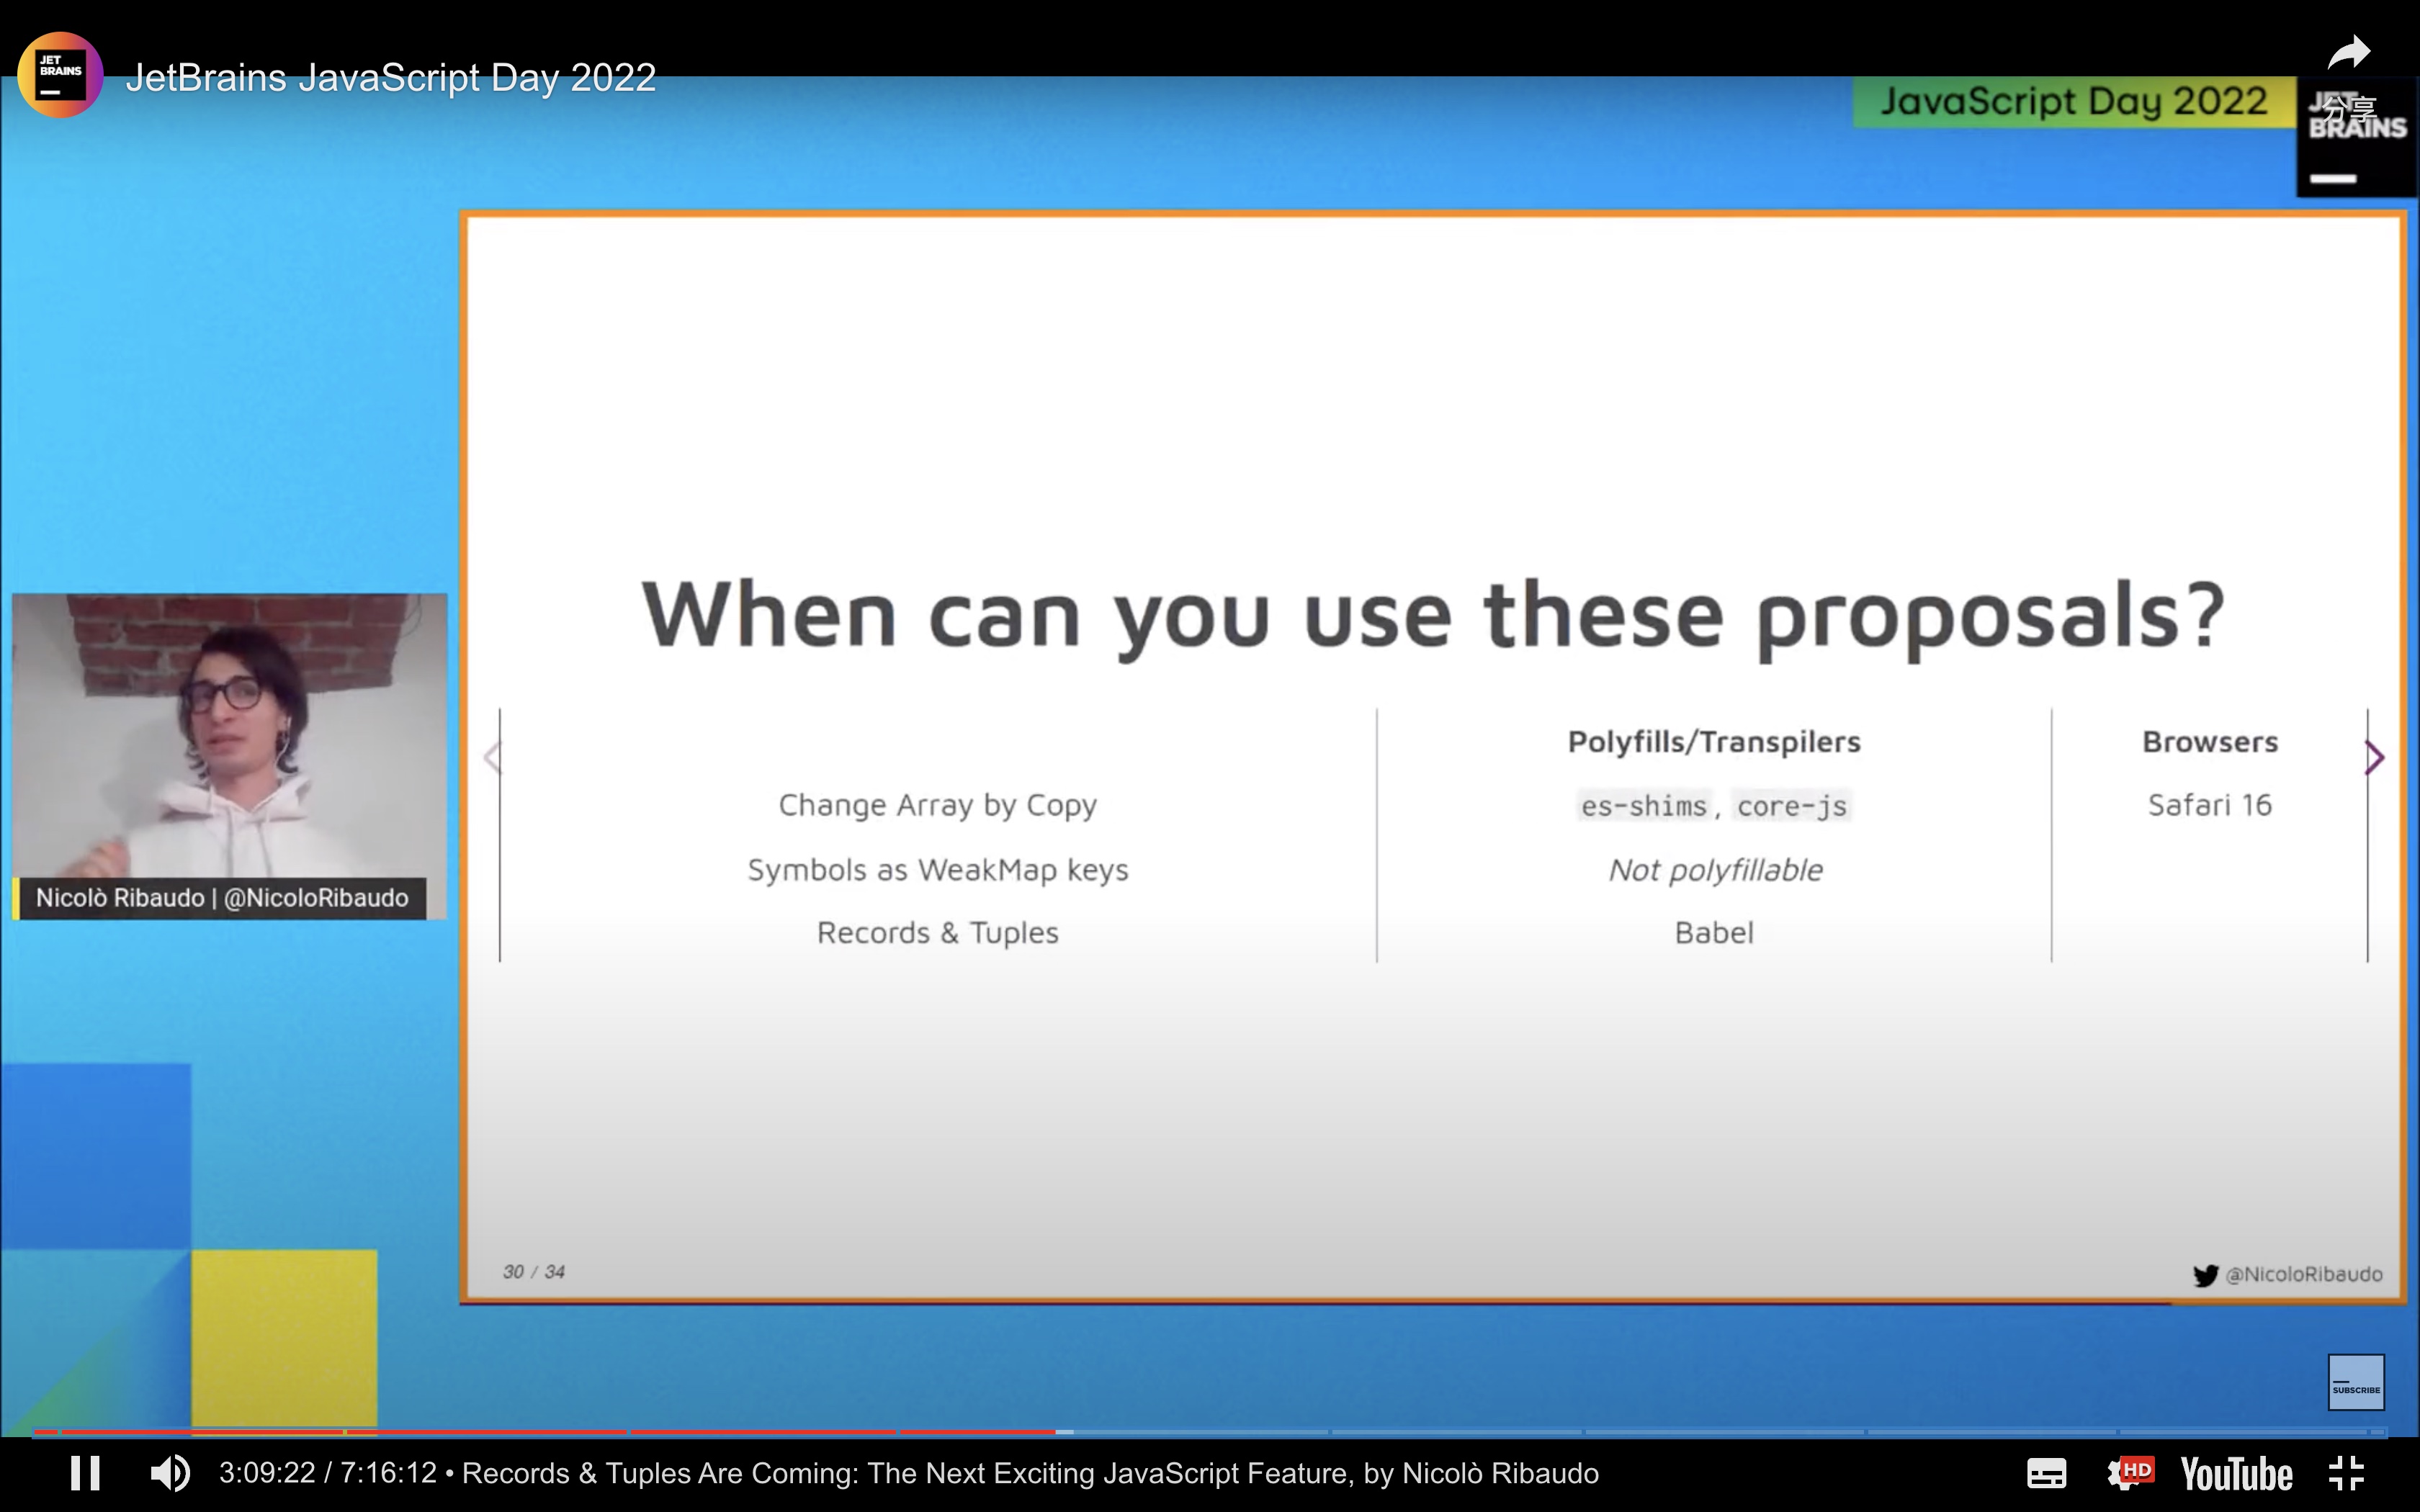 JET
BRAINS
JetBrains JavaScript Day 2022
JavaScript Day 2022
JET
BRAINS
分享
When can you use these proposals?
Polyfills/Transpilers
Browsers
Change Array by Copy
es-shims, core-js
Safari 16
Symbols as WeakMap keys
Not polyfillable
Records & Tuples
Babel
Nicolò Ribaudo | @NicoloRibaudo
30 / 34
@NicoloRibaudo
SUBSCRIBE
3:09:22 / 7:16:12 • Records & Tuples Are Coming: The Next Exciting JavaScript Feature, by Nicolò Ribaudo
HD
YouTube